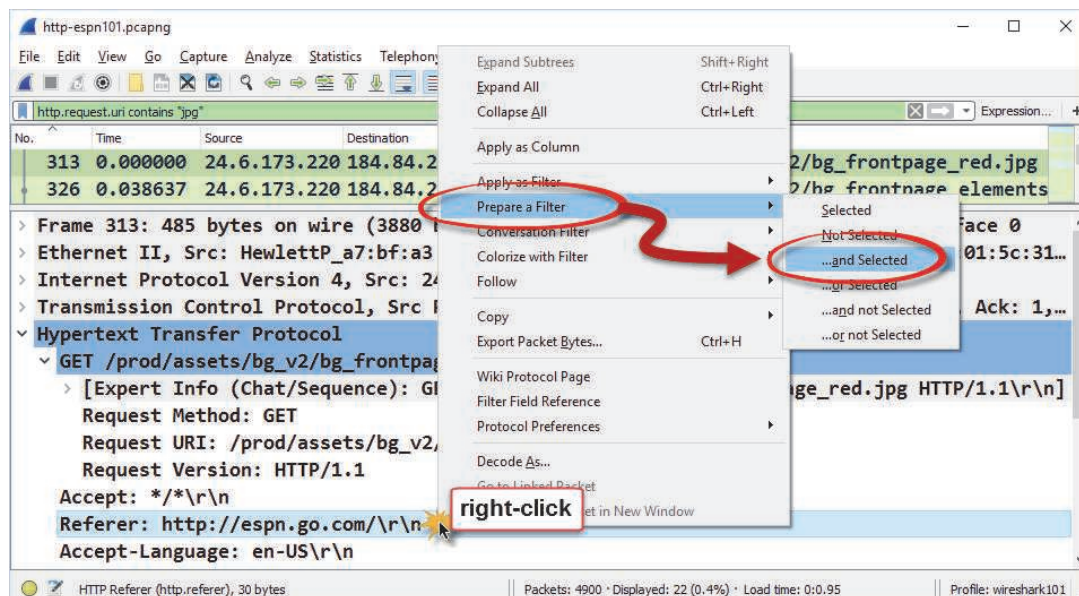 http-espn101.pcapng
File Edit View Go Capture Analyze Statistics Telephony
http.request.uri contains "jpg"
Expression... +
No. Time Source Destination
313 0.000000 24.6.173.220 184.84.2
2/bg_frontpage_red.jpg
326 0.038637 24.6.173.220 184.84.2
2/bg_frontpage_elements
Frame 313: 485 bytes on wire (3880
face 0
Ethernet II, Src: HewlettP_a7:bf:a3
01:5c:31…
Internet Protocol Version 4, Src: 24
Transmission Control Protocol, Src
Ack: 1,…
Hypertext Transfer Protocol
GET /prod/assets/bg_v2/bg_frontpag
[Expert Info (Chat/Sequence): GE
age_red.jpg HTTP/1.1\r\n]
Request Method: GET
Request URI: /prod/assets/bg_v2/
Request Version: HTTP/1.1
Accept: */*\r\n
Referer: http://espn.go.com/\r\n
Accept-Language: en-US\r\n
Expand Subtrees Shift+Right
Expand All Ctrl+Right
Collapse All Ctrl+Left
Apply as Column
Apply as Filter
Prepare a Filter
Conversation Filter
Colorize with Filter
Follow
Copy
Export Packet Bytes... Ctrl+H
Wiki Protocol Page
Filter Field Reference
Protocol Preferences
Decode As...
Go to Linked Packet
et in New Window
Selected
Not Selected
...and Selected
...or Selected
...and not Selected
...or not Selected
right-click
HTTP Referer (http.referer), 30 bytes
Packets: 4900 · Displayed: 22 (0.4%) · Load time: 0:0.95
Profile: wireshark101